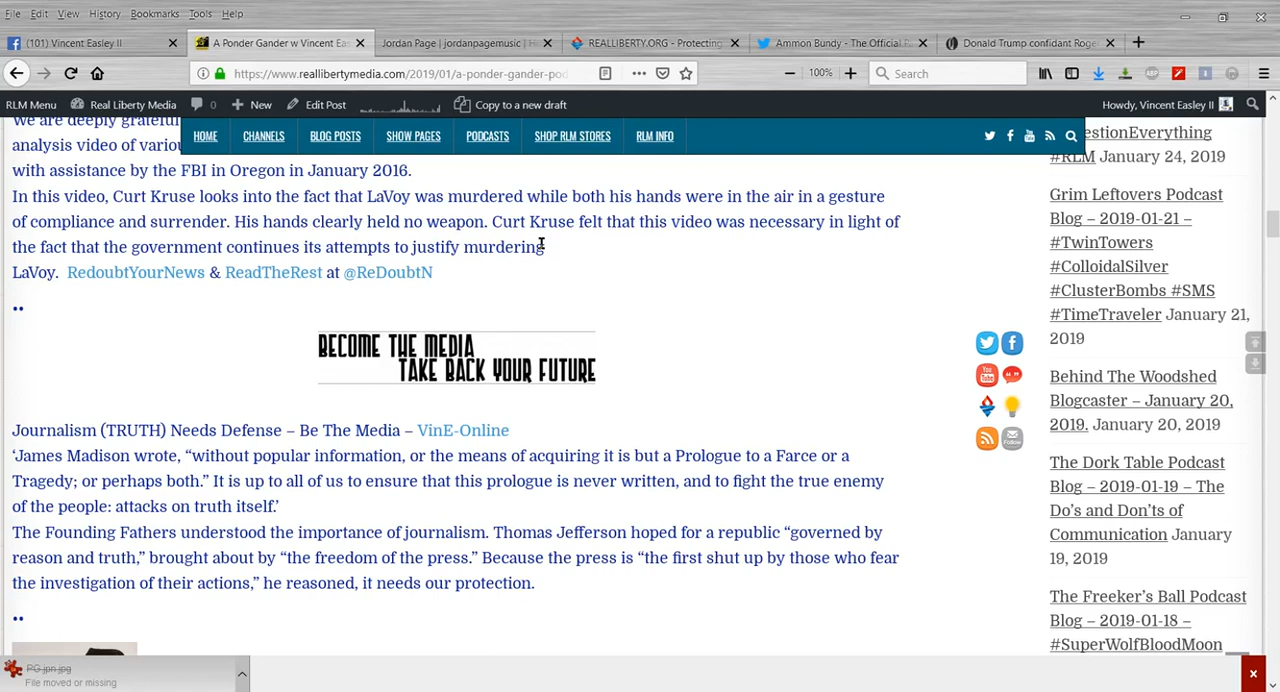 File Edit View History Bookmarks Tools Help
(101) Vincent Easley II
A Ponder Gander w Vincent Eas
Jordan Page | jordanpagemusic | H
REALLIBERTY.ORG - Protecting
Ammon Bundy - The Official Pa
Donald Trump confidant Roge
https://www.reallibertymedia.com/2019/01/a-ponder-gander-pod
100%
Search
RLM Menu Real Liberty Media 0 New Edit Post Copy to a new draft Howdy, Vincent Easley II
HOME CHANNELS BLOG POSTS SHOW PAGES PODCASTS SHOP RLM STORES RLM INFO
We are deeply grateful
analysis video of variou
with assistance by the FBI in Oregon in January 2016.
In this video, Curt Kruse looks into the fact that LaVoy was murdered while both his hands were in the air in a gesture
of compliance and surrender. His hands clearly held no weapon. Curt Kruse felt that this video was necessary in light of
the fact that the government continues its attempts to justify murdering
LaVoy. RedoubtYourNews & ReadTheRest at @ReDoubtN
••
BECOME THE MEDIA
TAKE BACK YOUR FUTURE
Journalism (TRUTH) Needs Defense – Be The Media – VinE-Online
‘James Madison wrote, “without popular information, or the means of acquiring it is but a Prologue to a Farce or a
Tragedy; or perhaps both.” It is up to all of us to ensure that this prologue is never written, and to fight the true enemy
of the people: attacks on truth itself.’
The Founding Fathers understood the importance of journalism. Thomas Jefferson hoped for a republic “governed by
reason and truth,” brought about by “the freedom of the press.” Because the press is “the first shut up by those who fear
the investigation of their actions,” he reasoned, it needs our protection.
••
estionEverything
#RLM January 24, 2019
Grim Leftovers Podcast
Blog – 2019-01-21 –
#TwinTowers
#ColloidalSilver
#ClusterBombs #SMS
#TimeTraveler January 21,
2019
Behind The Woodshed
Blogcaster – January 20,
2019. January 20, 2019
The Dork Table Podcast
Blog – 2019-01-19 – The
Do’s and Don’ts of
Communication January
19, 2019
The Freeker’s Ball Podcast
Blog – 2019-01-18 –
#SuperWolfBloodMoon
You
Tube
Follow
PG.jpn.jpg
File moved or missing